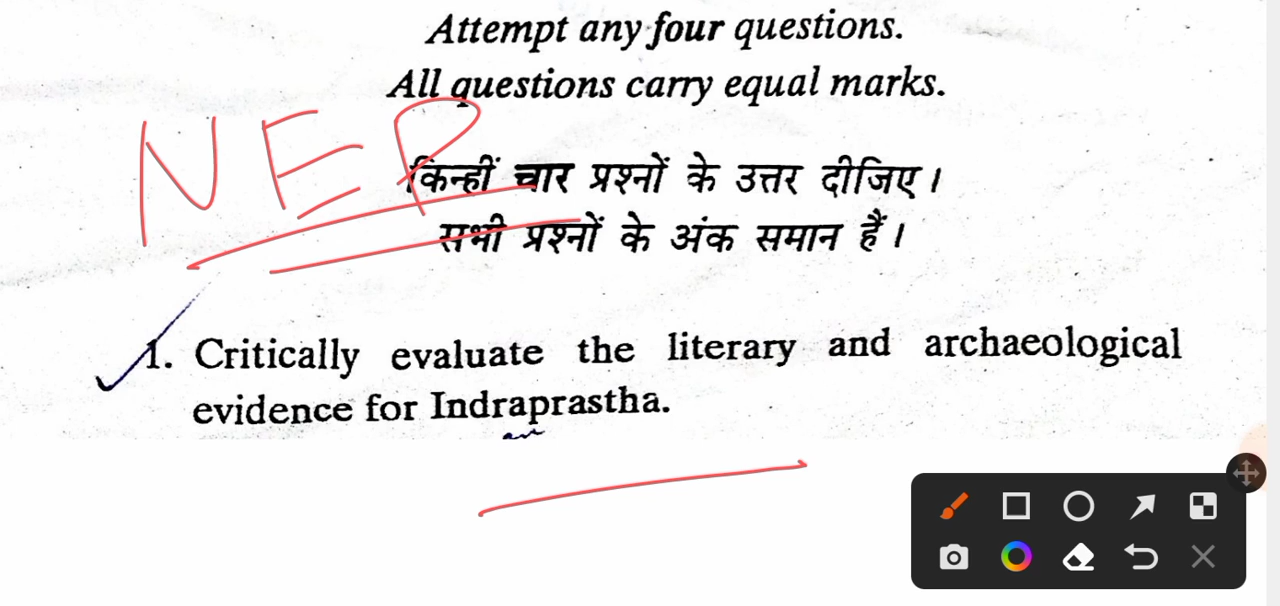 Attempt any four questions.
All questions carry equal marks.
NEP
किन्हीं चार प्रश्नों के उत्तर दीजिए।
सभी प्रश्नों के अंक समान हैं।
1. Critically evaluate the literary and archaeological
evidence for Indraprastha.